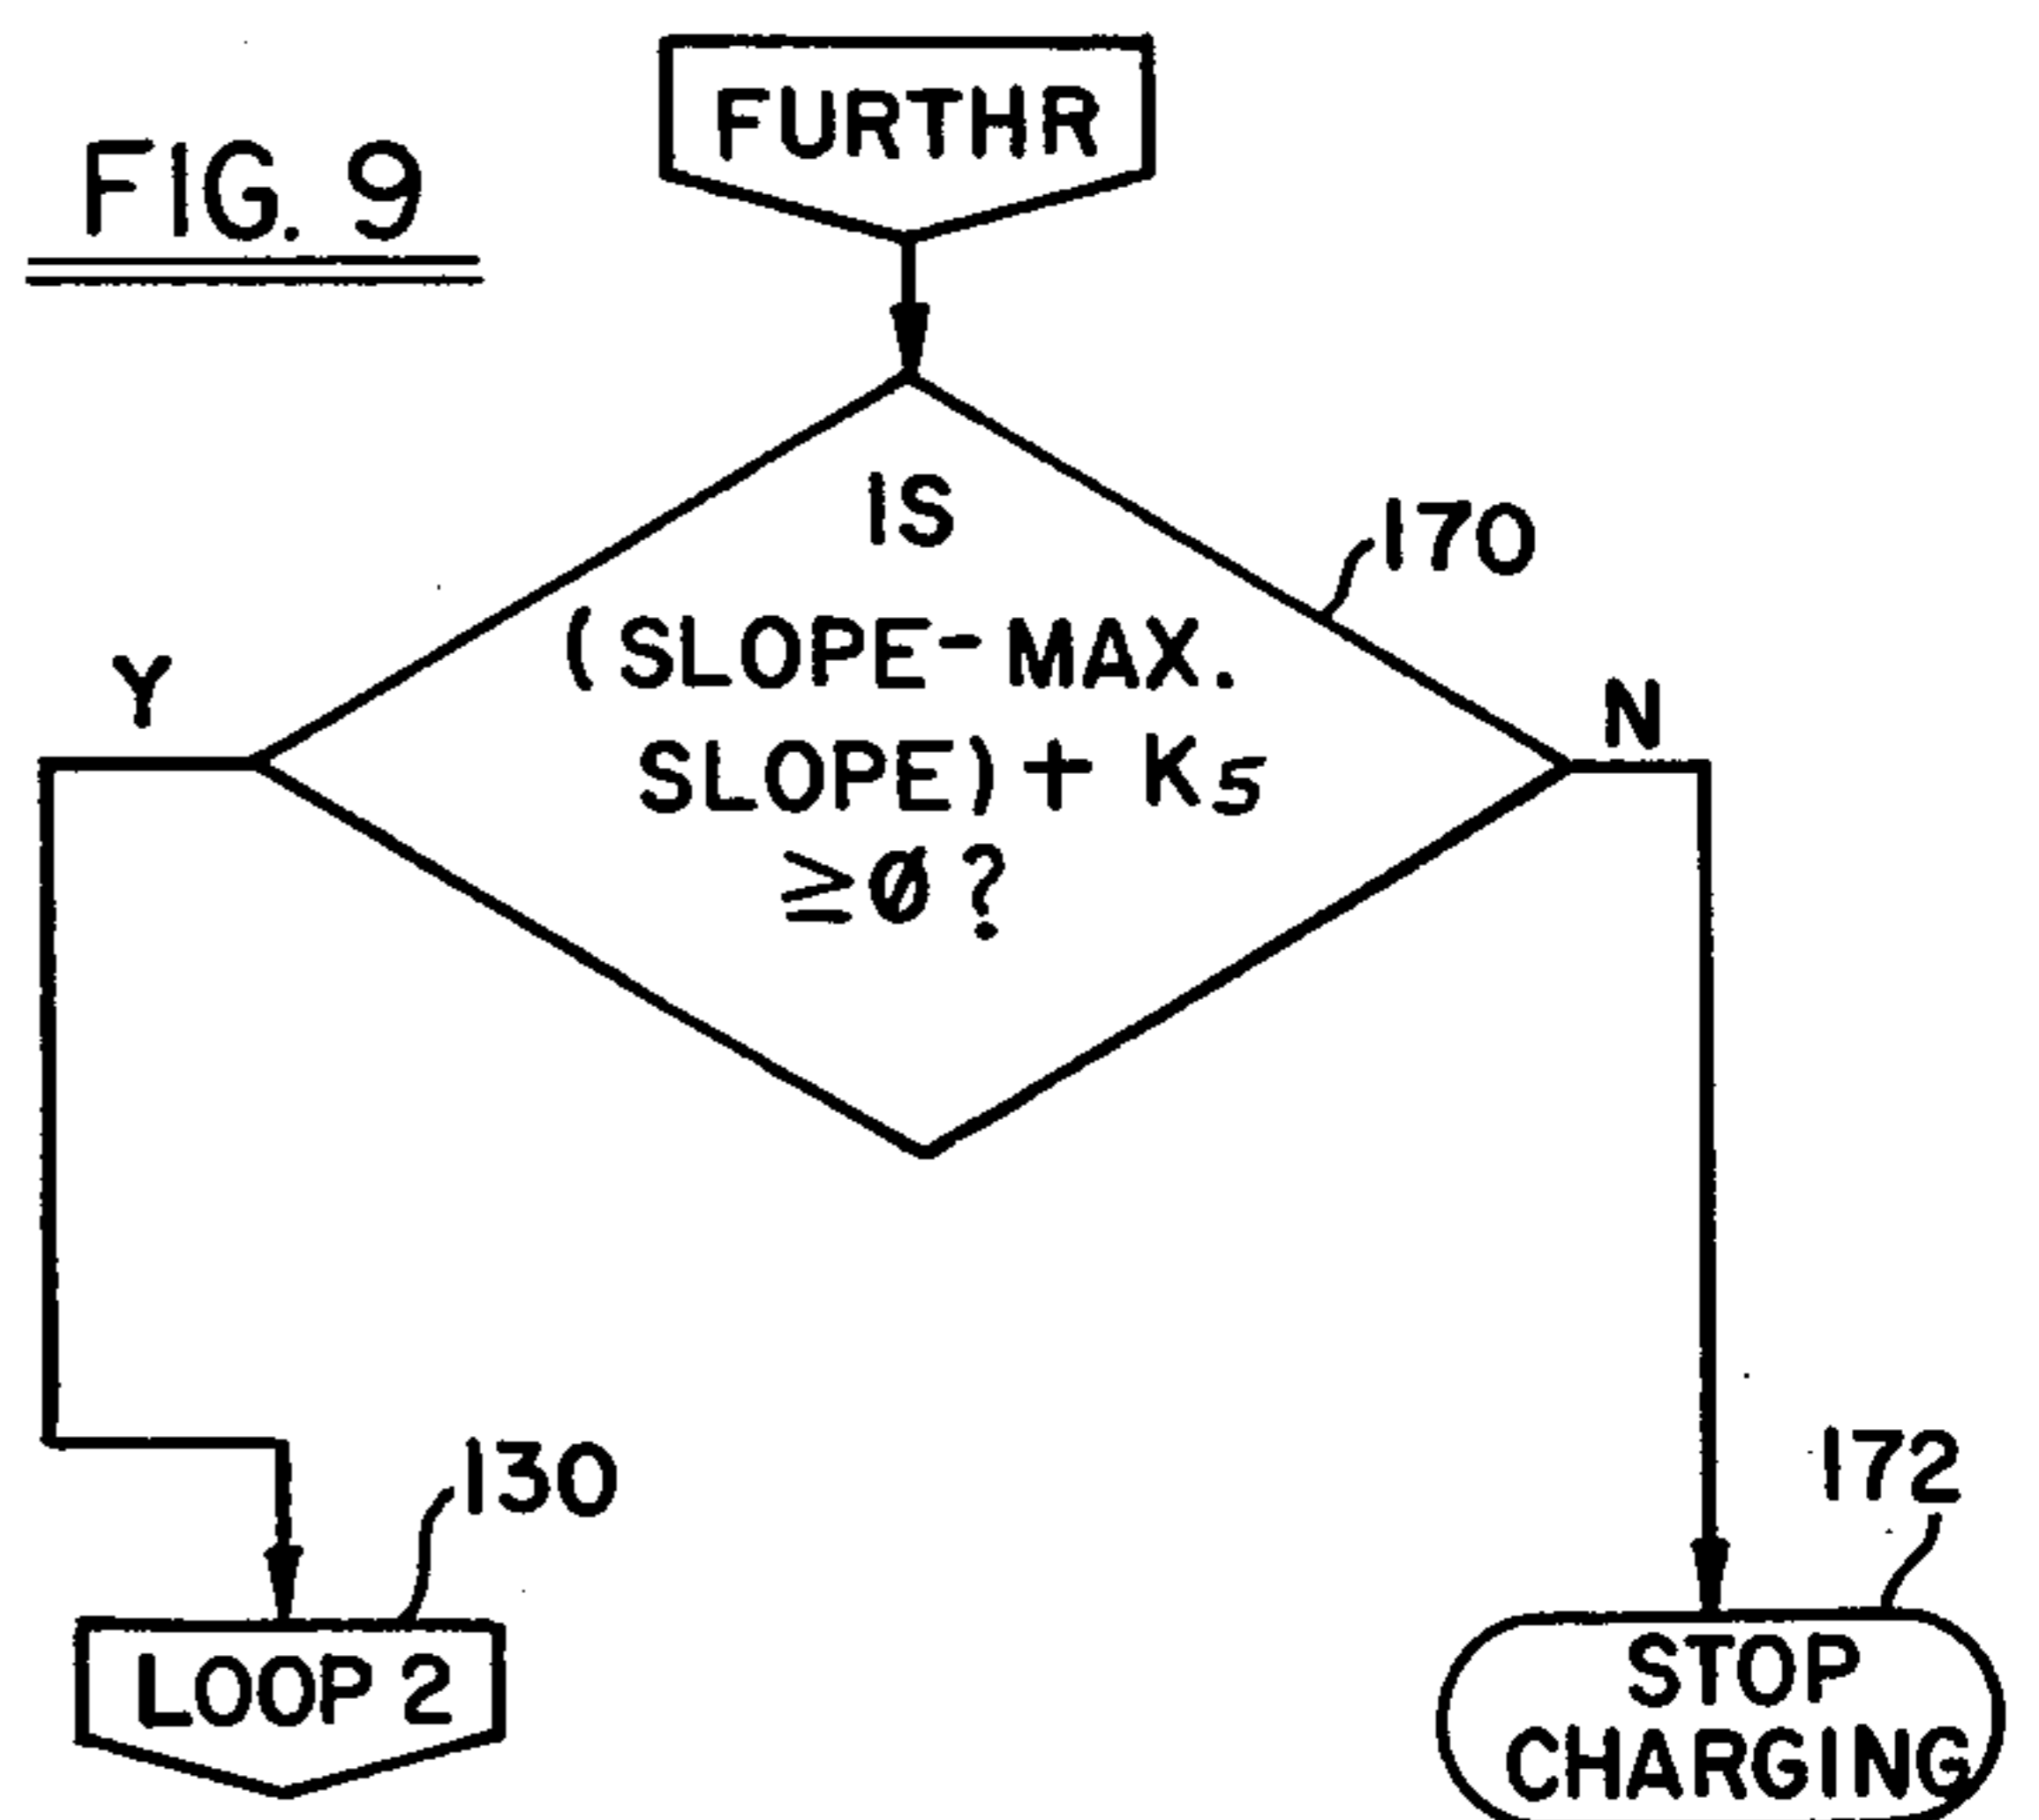 FIG. 9
FURTHR
IS
(SLOPE-MAX.
SLOPE)+ K5
≥Ø?
170
Y
N
130
172
LOOP 2
STOP
CHARGING